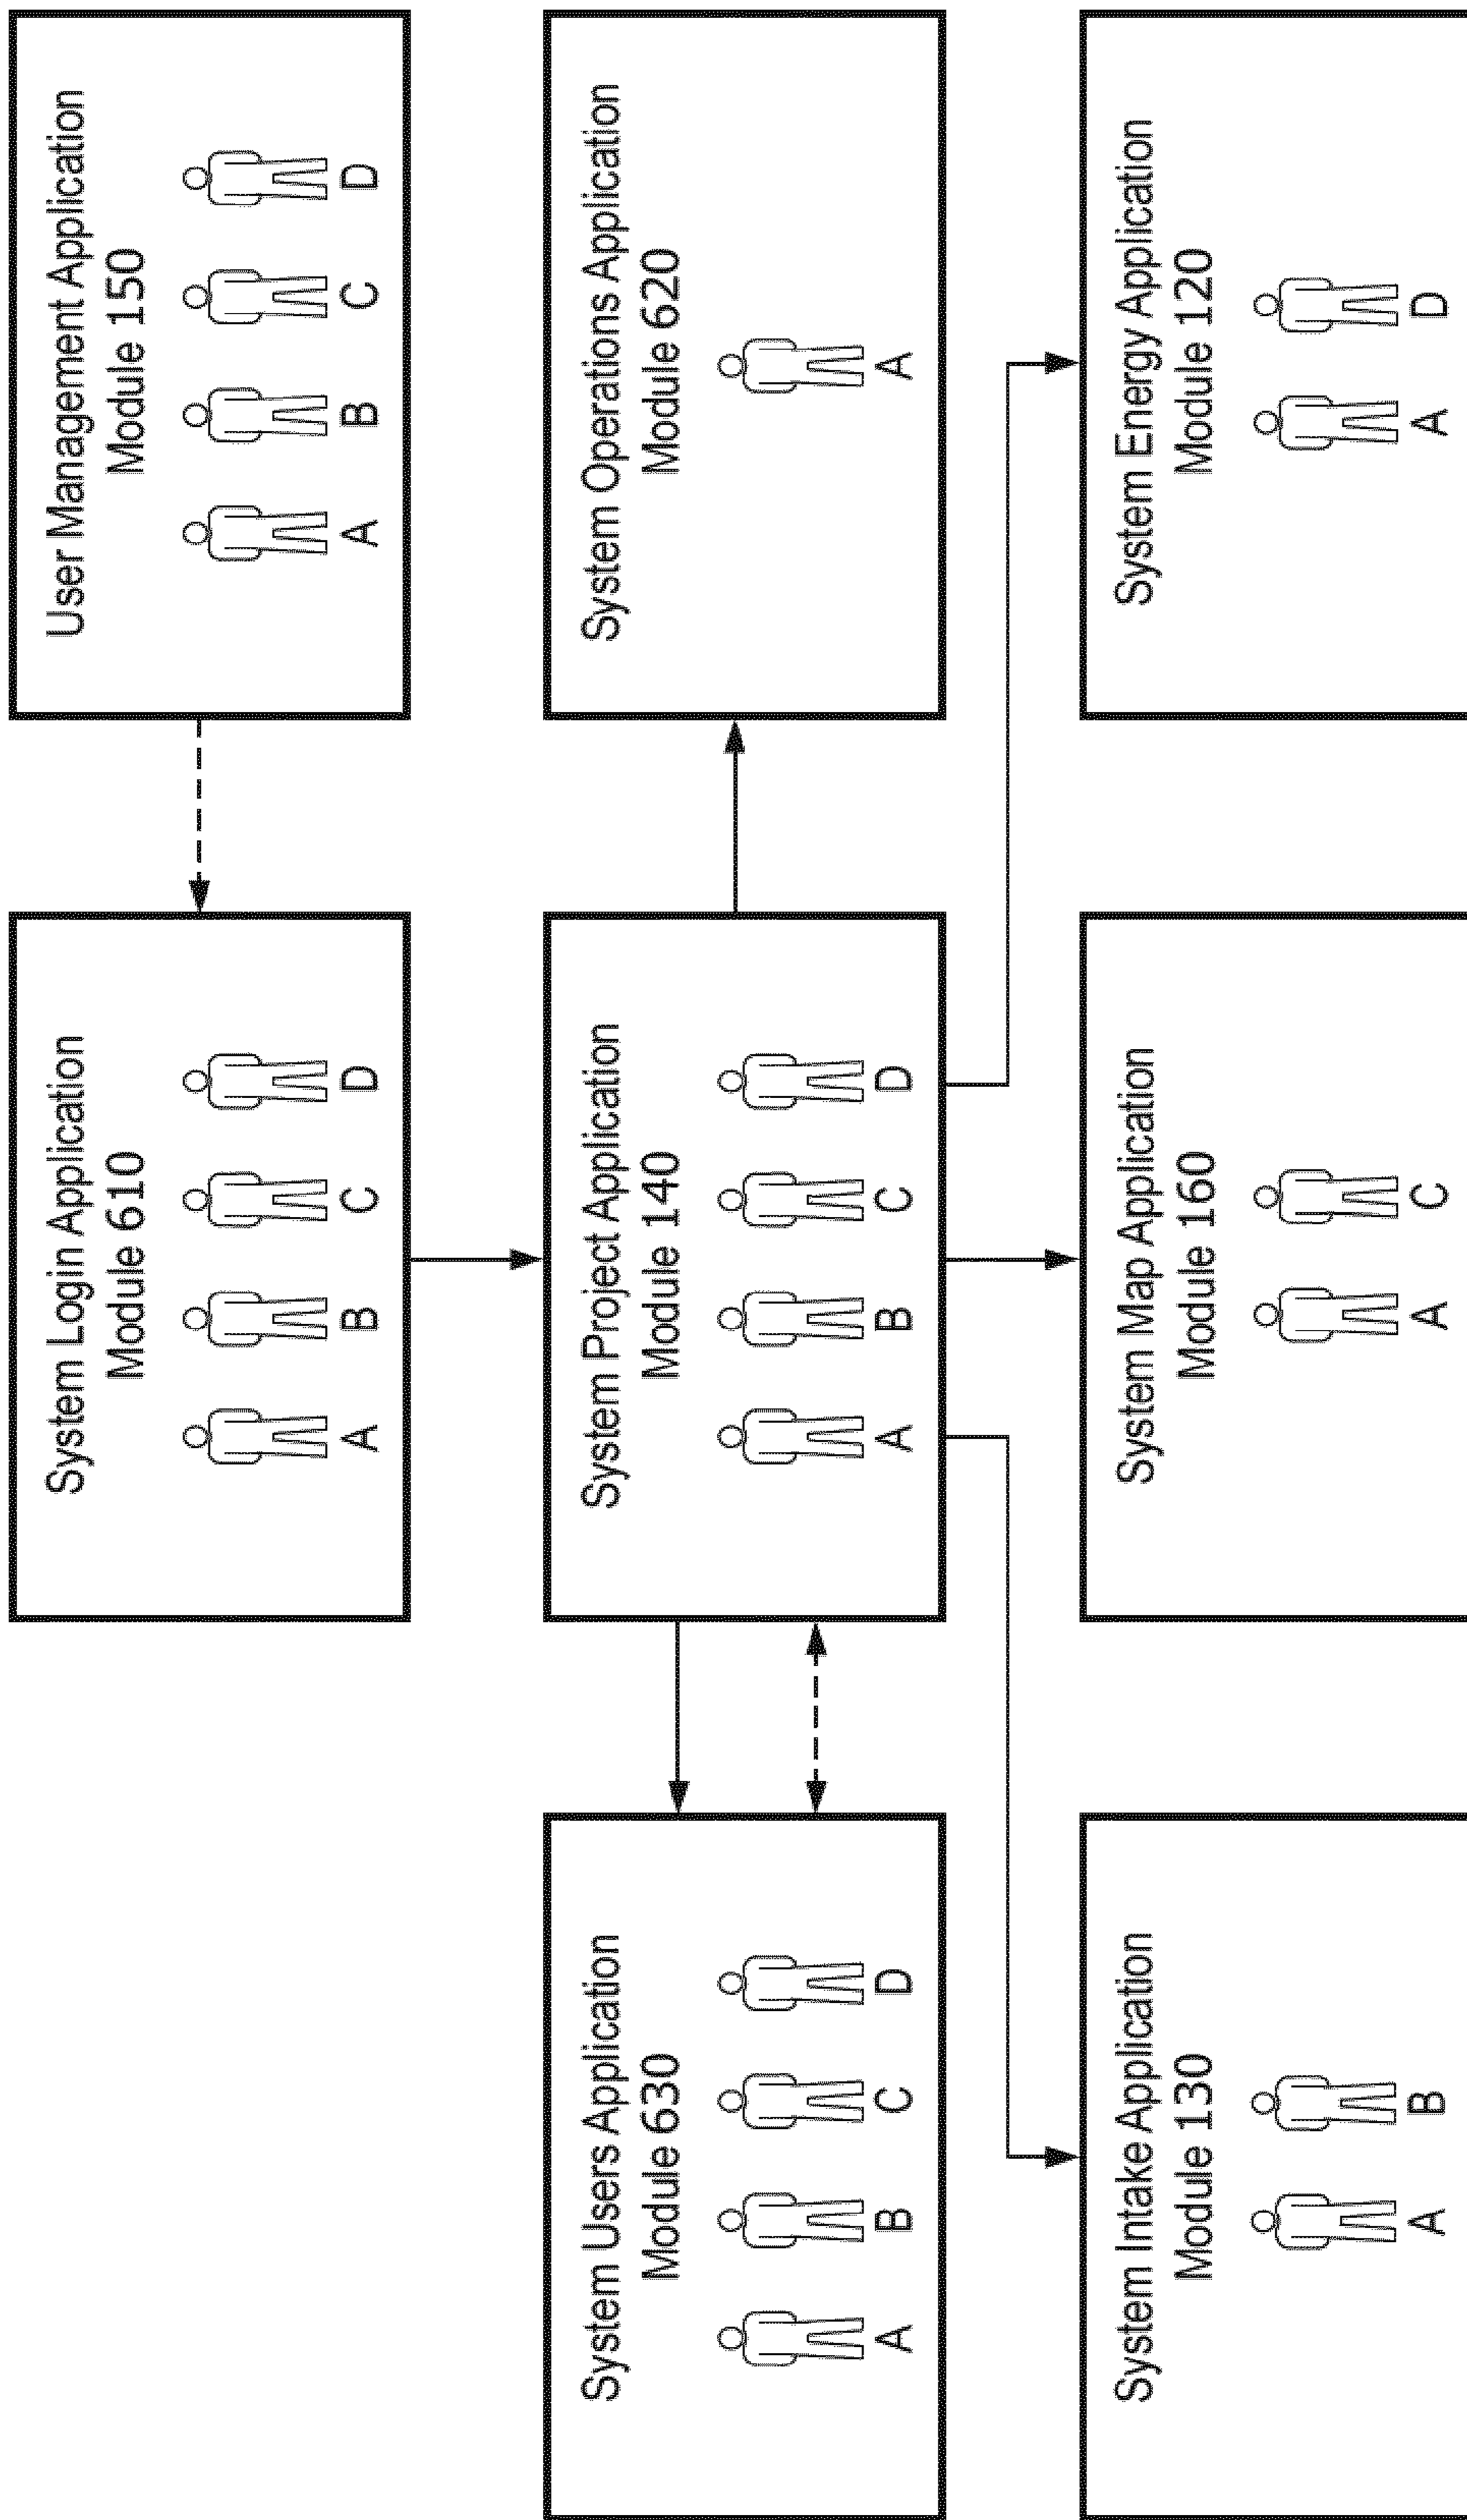 System Login Application
Module 610
A B C D
User Management Application
Module 150
A B C D
System Users Application
Module 630
A B C D
System Project Application
Module 140
A B C D
System Operations Application
Module 620
A
System Intake Application
Module 130
A B
System Map Application
Module 160
A C
System Energy Application
Module 120
A D